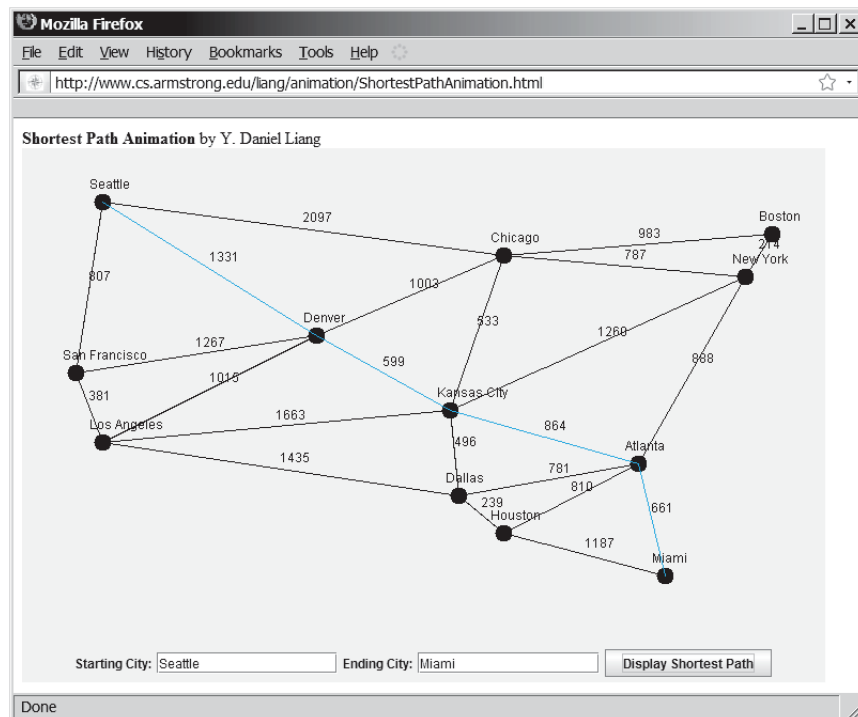 Mozilla Firefox
File Edit View History Bookmarks Tools Help
http://www.cs.armstrong.edu/liang/animation/ShortestPathAnimation.html
Shortest Path Animation by Y. Daniel Liang
Seattle
2097
Boston
983
Chicago
214
1331
787
New York
807
1003
Denver
533
1260
1267
San Francisco
599
888
1015
381
Kansas City
Los Angeles
1663
864
496
Atlanta
1435
781
Dallas
810
239
661
Houston
1187
Miami
Starting City: Seattle Ending City: Miami Display Shortest Path
Done